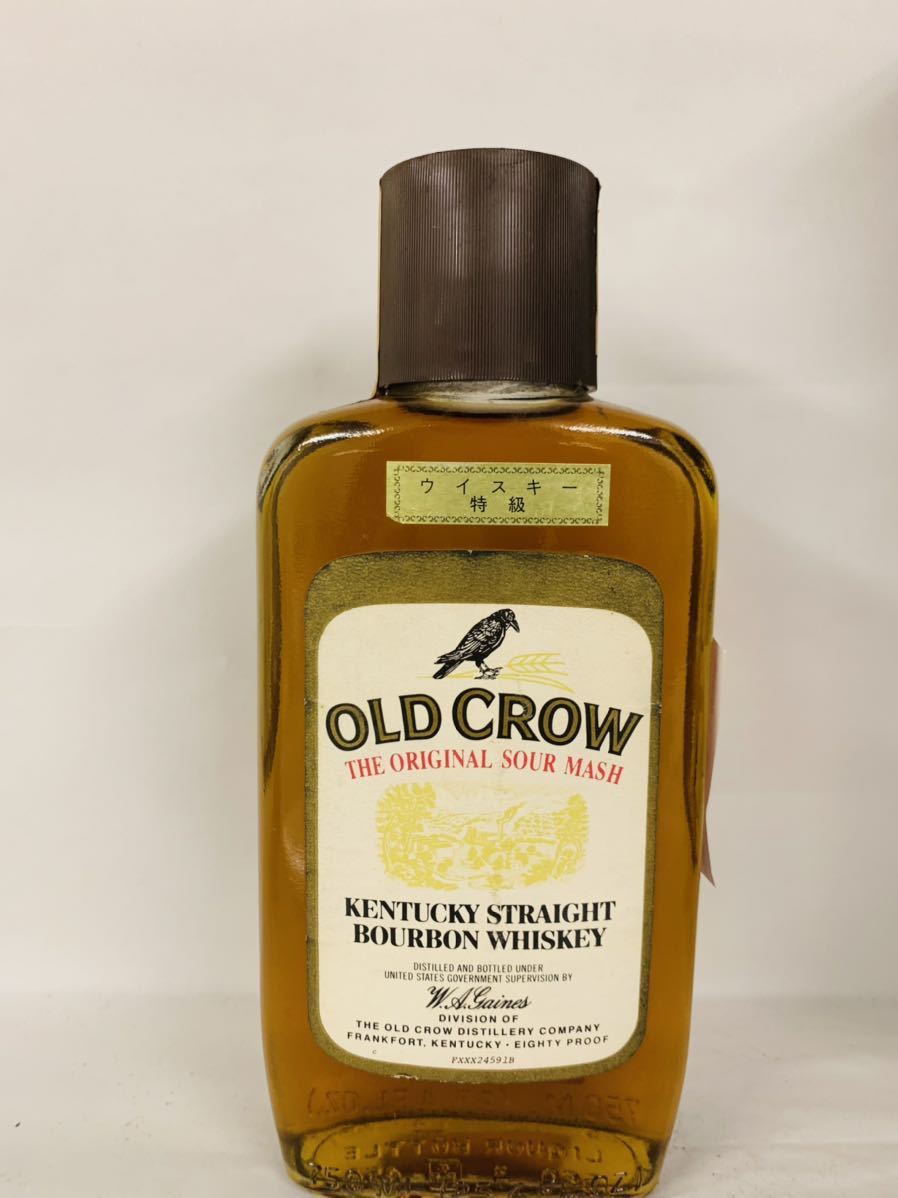 ウイスキー
特級
OLD CROW
THE ORIGINAL SOUR MASH
KENTUCKY STRAIGHT
BOURBON WHISKEY
DISTILLED AND BOTTLED UNDER
UNITED STATES GOVERNMENT SUPERVISION BY
W.A. Gaines
DIVISION OF
THE OLD CROW DISTILLERY COMPANY
FRANKFORT, KENTUCKY · EIGHTY PROOF
c
FXXX24591B
LIQUOR BOTTLE